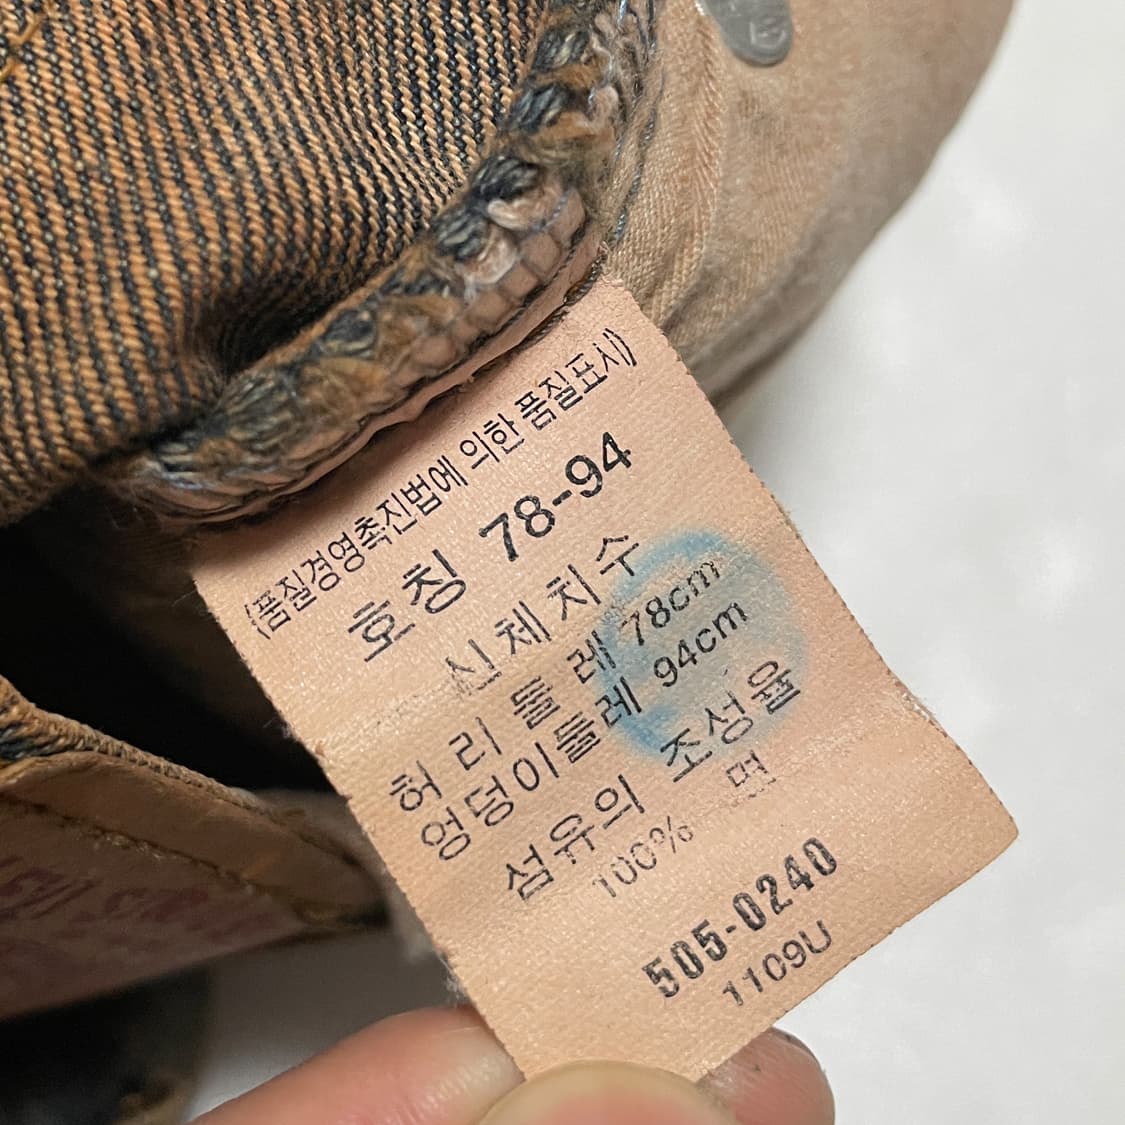 (품질경영촉진법에 의한 품질표시)
호칭 78-94
신체치수
허리둘레 78cm
엉덩이둘레 94cm
섬유의 조성율
100% 면
505-0240
1109U